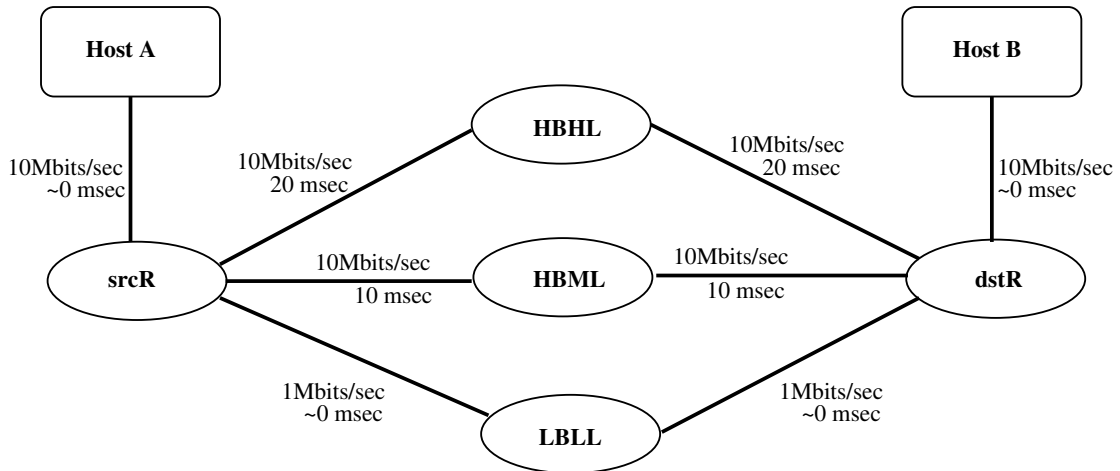 Host A
Host B
10Mbits/sec
~0 msec
10Mbits/sec
20 msec
HBHL
10Mbits/sec
20 msec
10Mbits/sec
~0 msec
srcR
10Mbits/sec
10 msec
HBML
10Mbits/sec
10 msec
dstR
1Mbits/sec
~0 msec
LBLL
1Mbits/sec
~0 msec